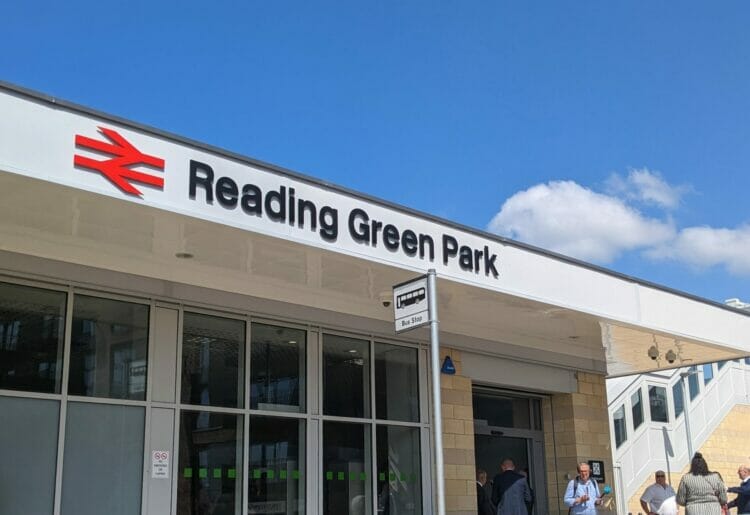 Reading Green Park
Bus Stop